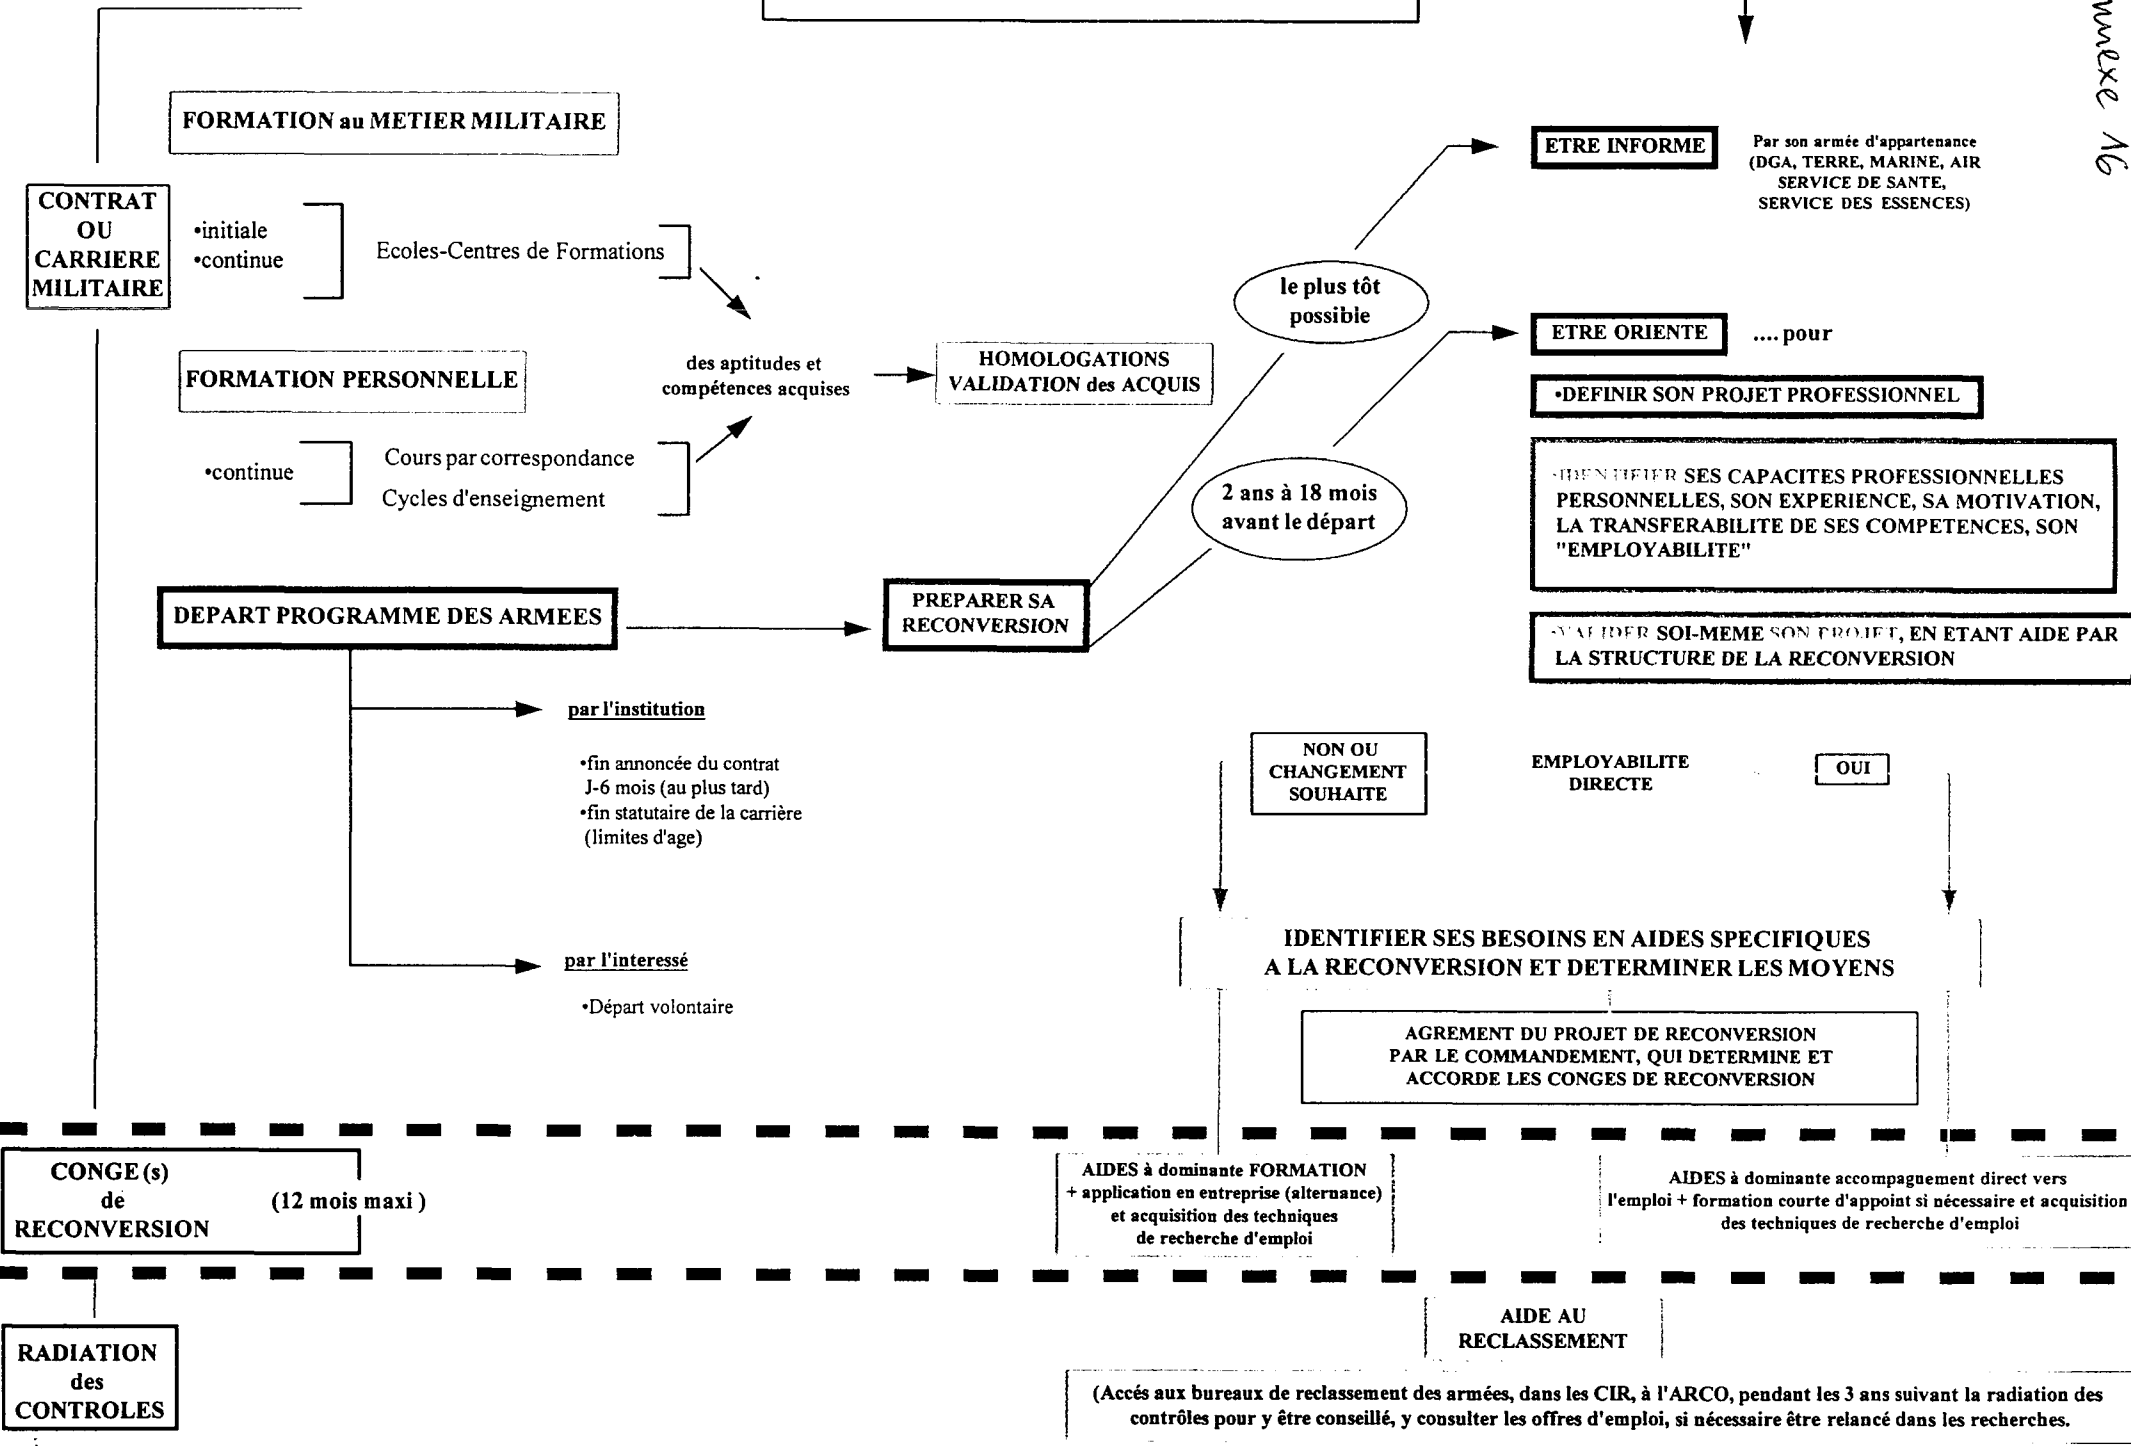 FORMATION au METIER MILITAIRE
CONTRAT
OU
CARRIERE
MILITAIRE
•initiale
•continue
Ecoles-Centres de Formations
FORMATION PERSONNELLE
•continue
Cours par correspondance
Cycles d'enseignement
des aptitudes et
compétences acquises
HOMOLOGATIONS
VALIDATION des ACQUIS
le plus tôt
possible
2 ans à 18 mois
avant le départ
ETRE INFORME
Par son armée d'appartenance
(DGA, TERRE, MARINE, AIR
SERVICE DE SANTE,
SERVICE DES ESSENCES)
16
ETRE ORIENTE
....pour
•DEFINIR SON PROJET PROFESSIONNEL
•IDENTIFIER SES CAPACITES PROFESSIONNELLES
PERSONNELLES, SON EXPERIENCE, SA MOTIVATION,
LA TRANSFERABILITE DE SES COMPETENCES, SON
"EMPLOYABILITE"
•VALIDER SOI-MEME SON PROJET, EN ETANT AIDE PAR
LA STRUCTURE DE LA RECONVERSION
DEPART PROGRAMME DES ARMEES
PREPARER SA
RECONVERSION
par l'institution
•fin annoncée du contrat
J-6 mois (au plus tard)
•fin statutaire de la carrière
(limites d'age)
par l'interessé
•Départ volontaire
NON OU
CHANGEMENT
SOUHAITE
EMPLOYABILITE
DIRECTE
OUI
IDENTIFIER SES BESOINS EN AIDES SPECIFIQUES
A LA RECONVERSION ET DETERMINER LES MOYENS
AGREMENT DU PROJET DE RECONVERSION
PAR LE COMMANDEMENT, QUI DETERMINE ET
ACCORDE LES CONGES DE RECONVERSION
CONGE (s)
de
RECONVERSION
(12 mois maxi )
AIDES à dominante FORMATION
+ application en entreprise (alternance)
et acquisition des techniques
de recherche d'emploi
AIDES à dominante accompagnement direct vers
l'emploi + formation courte d'appoint si nécessaire et acquisition
des techniques de recherche d'emploi
RADIATION
des
CONTROLES
AIDE AU
RECLASSEMENT
(Accés aux bureaux de reclassement des armées, dans les CIR, à l'ARCO, pendant les 3 ans suivant la radiation des
contrôles pour y être conseillé, y consulter les offres d'emploi, si nécessaire être relancé dans les recherches.